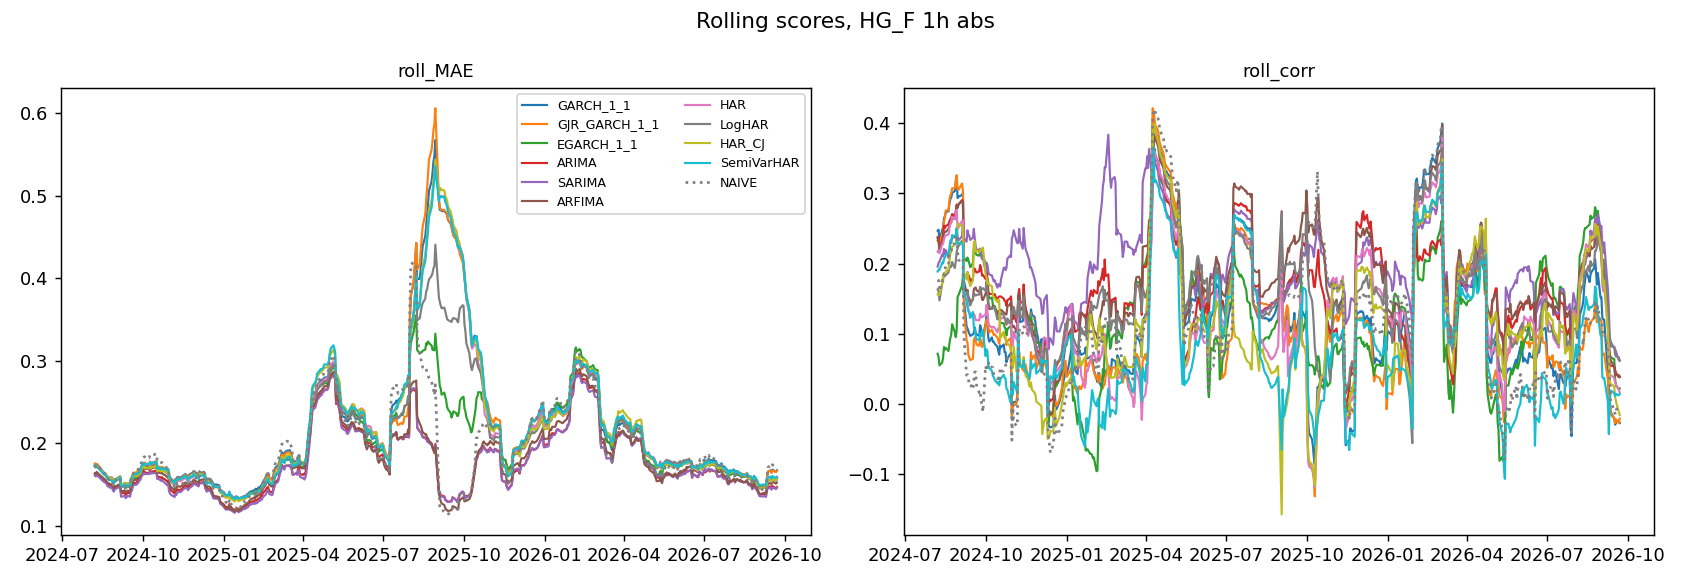 Rolling scores, HG_F 1h abs
roll_MAE
0.6
0.5
0.4
0.3
0.2
0.1
2024-07 2024-10 2025-01 2025-04 2025-07 2025-10 2026-01 2026-04 2026-07 2026-10
GARCH_1_1
GJR_GARCH_1_1
EGARCH_1_1
ARIMA
SARIMA
ARFIMA
HAR
LogHAR
HAR_CJ
SemiVarHAR
NAIVE
roll_corr
0.4
0.3
0.2
0.1
0.0
−0.1
2024-07 2024-10 2025-01 2025-04 2025-07 2025-10 2026-01 2026-04 2026-07 2026-10